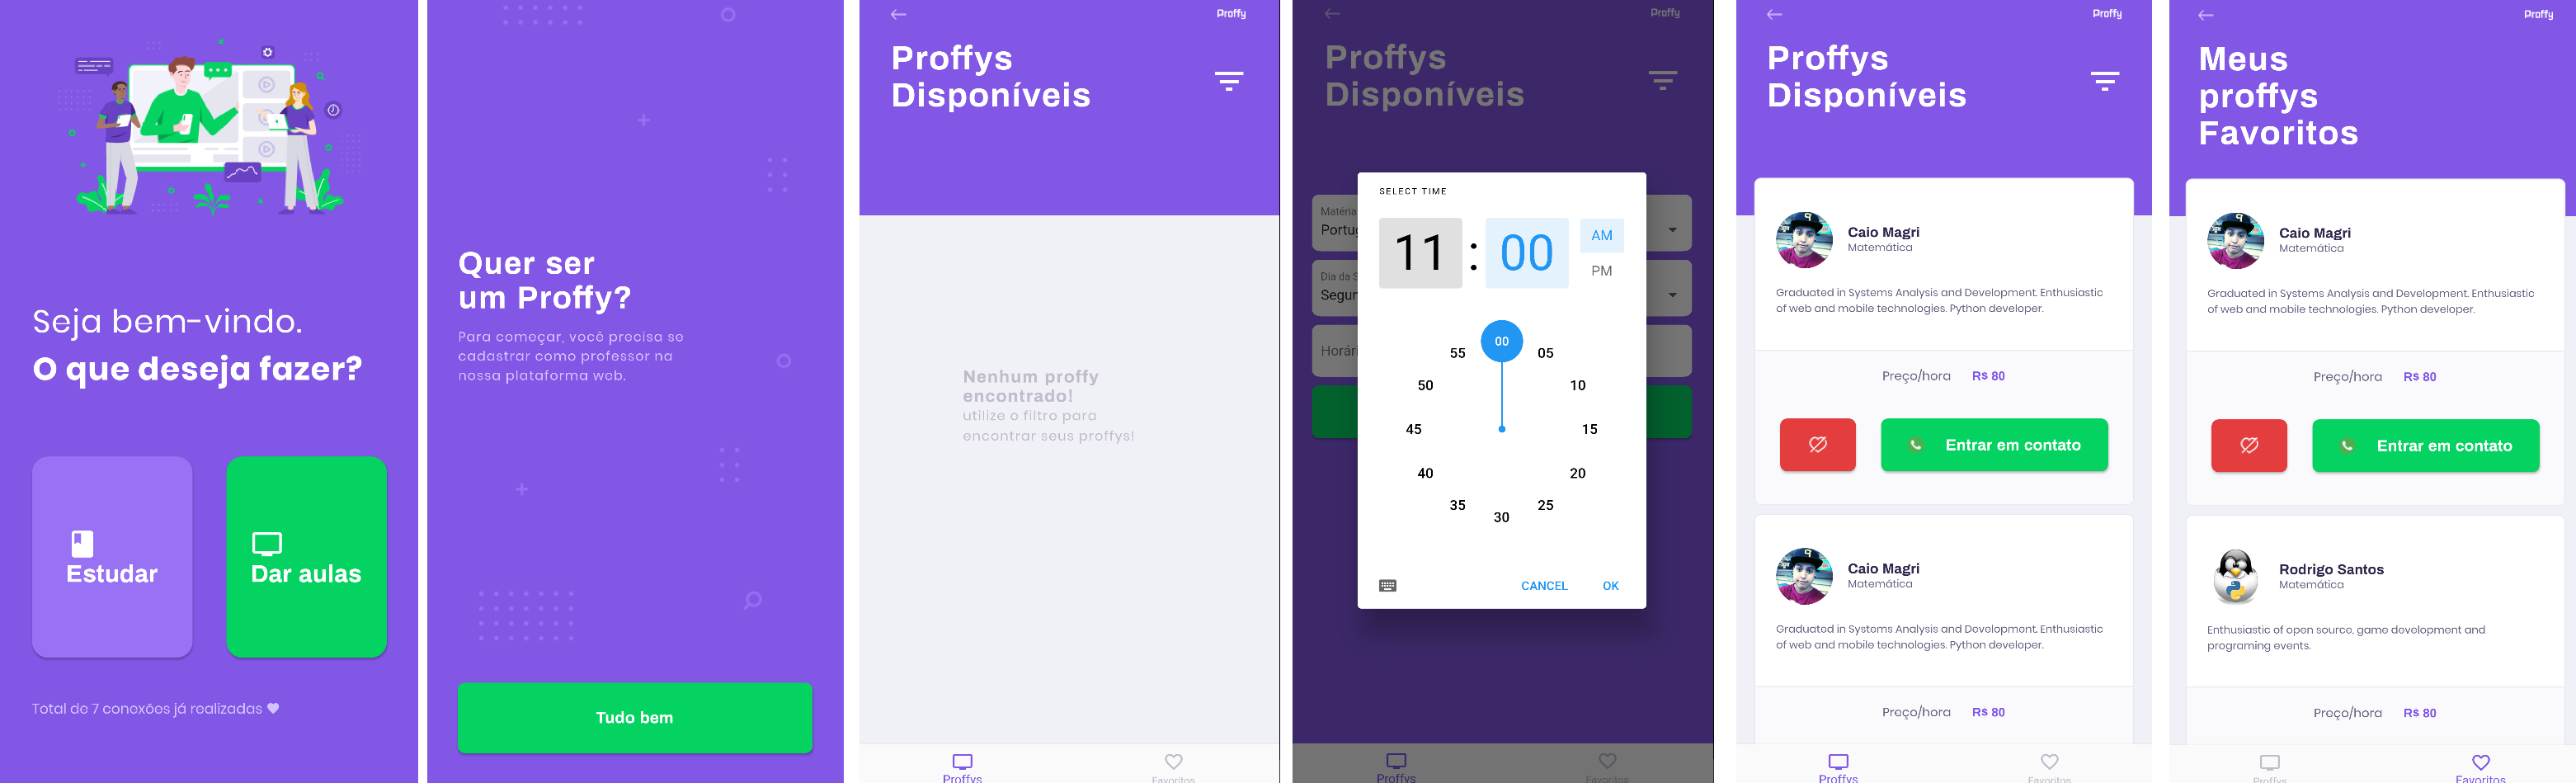 Seja bem-vindo.
O que deseja fazer?
Estudar
Dar aulas
Total de 7 conexões já realizadas
Quer ser
um Proffy?
Para começar, você precisa se
cadastrar como professor na
nossa plataforma web.
Tudo bem
Proffy
Proffys
Disponíveis
Nenhum proffy
encontrado!
utilize o filtro para
encontrar seus proffys!
Proffys
Favoritos
Proffy
Proffys
Disponíveis
Matéria
Portug
Dia da S
Segun
Horári
SELECT TIME
11 : 00
AM
PM
00
05
10
15
20
25
30
35
40
45
50
55
CANCEL
OK
Proffys
Favoritos
Proffy
Proffys
Disponíveis
Caio Magri
Matemática
Graduated in Systems Analysis and Development. Enthusiastic
of web and mobile technologies. Python developer.
Preço/hora R$ 80
Entrar em contato
Caio Magri
Matemática
Graduated in Systems Analysis and Development. Enthusiastic
of web and mobile technologies. Python developer.
Preço/hora R$ 80
Proffys
Favoritos
Proffy
Meus
proffys
Favoritos
Caio Magri
Matemática
Graduated in Systems Analysis and Development. Enthusiastic
of web and mobile technologies. Python developer.
Preço/hora R$ 80
Entrar em contato
Rodrigo Santos
Matemática
Enthusiastic of open source, game development and
programing events.
Preço/hora R$ 80
Proffys
Favoritos